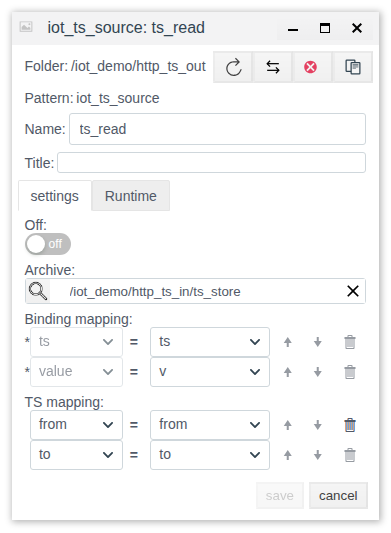 iot_ts_source: ts_read
Folder: /iot_demo/http_ts_out
Pattern: iot_ts_source
Name: ts_read
Title:
settings Runtime
Off:
off
Archive:
/iot_demo/http_ts_in/ts_store
Binding mapping:
* ts = ts
* value = v
TS mapping:
from = from
to = to
save cancel